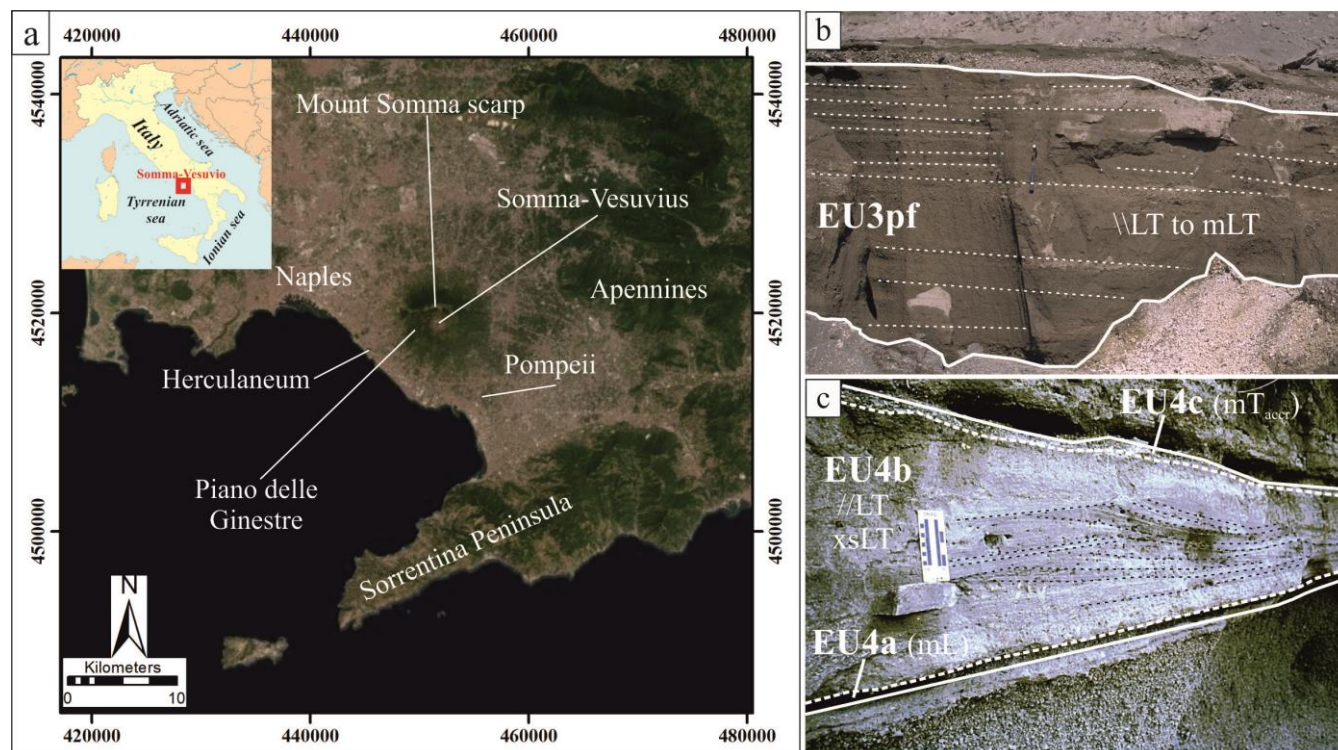 a
420000 440000 460000 480000
4540000
4520000
4500000
420000 440000 460000 480000
4540000
4520000
4500000
Italy
Adriatic sea
Somma-Vesuvio
Tyrrenian
sea
Ionian sea
Mount Somma scarp
Somma-Vesuvius
Naples
Apennines
Herculaneum
Pompeii
Piano delle
Ginestre
Sorrentina Peninsula
N
Kilometers
0 10
b
EU3pf
\\LT to mLT
c
EU4c (mTaccr)
EU4b
//LT
xsLT
EU4a (mL)